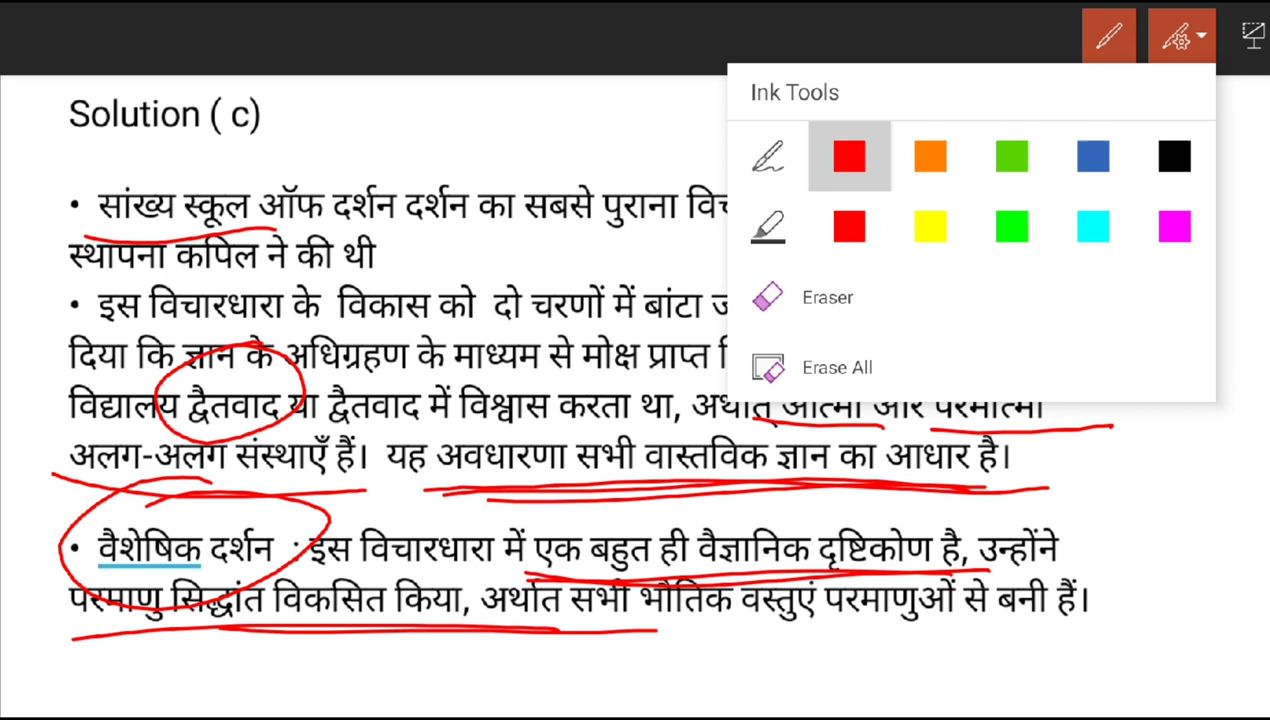 Solution ( c)
Ink Tools
• सांख्य स्कूल ऑफ दर्शन दर्शन का सबसे पुराना
स्थापना कपिल ने की थी
Eraser
• इस विचारधारा के विकास को दो चरणों में बांटा
दिया कि ज्ञान के अधिग्रहण के माध्यम से मोक्ष प्राप्त
Erase All
विद्यालय द्वैतवाद या द्वैतवाद में विश्वास करता था, अर्थात् आत्मा और परमात्मा
अलग-अलग संस्थाएँ हैं। यह अवधारणा सभी वास्तविक ज्ञान का आधार है।
• वैशेषिक दर्शन : इस विचारधारा में एक बहुत ही वैज्ञानिक दृष्टिकोण है, उन्होंने
परमाणु सिद्धांत विकसित किया, अर्थात सभी भौतिक वस्तुएं परमाणुओं से बनी हैं।